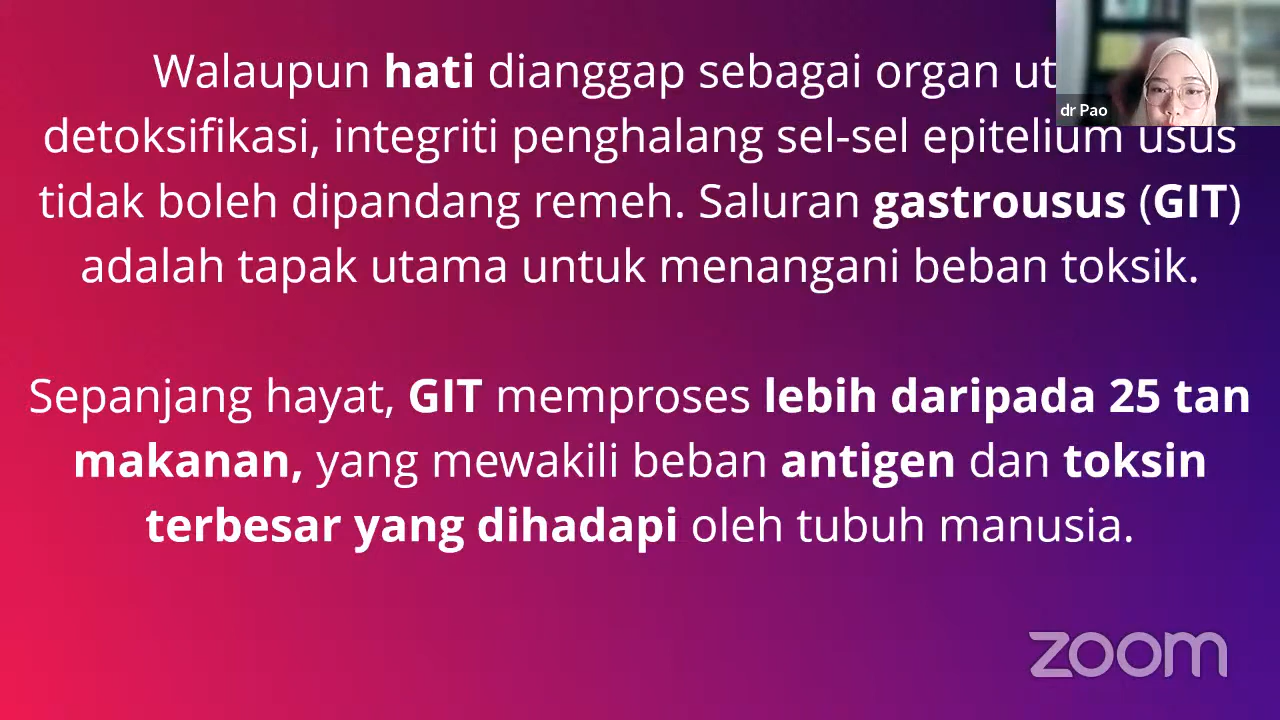 Walaupun hati dianggap sebagai organ
dr Pao
detoksifikasi, integriti penghalang sel-sel epitelium usus
tidak boleh dipandang remeh. Saluran gastrousus (GIT)
adalah tapak utama untuk menangani beban toksik.
Sepanjang hayat, GIT memproses lebih daripada 25 tan
makanan, yang mewakili beban antigen dan toksin
terbesar yang dihadapi oleh tubuh manusia.
zoom